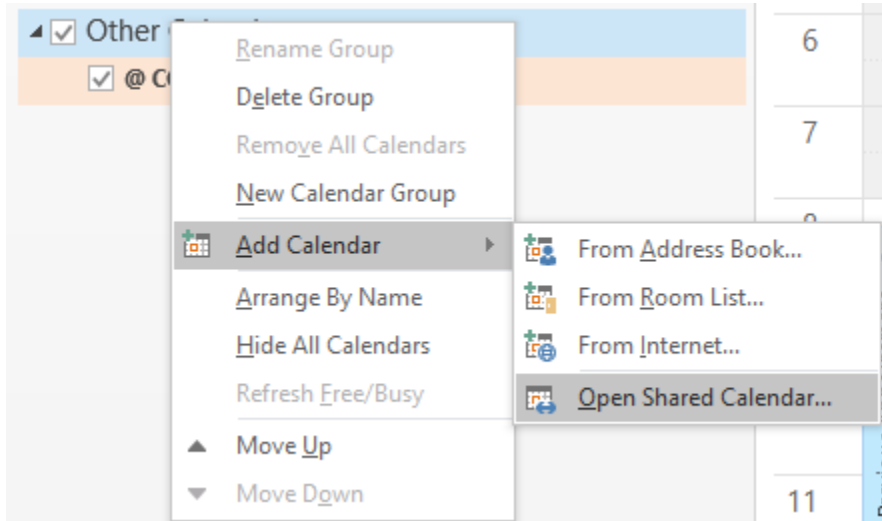 Other
@ C
Rename Group
Delete Group
Remove All Calendars
New Calendar Group
Add Calendar
Arrange By Name
Hide All Calendars
Refresh Free/Busy
Move Up
Move Down
From Address Book...
From Room List...
From Internet...
Open Shared Calendar...
6
7
11